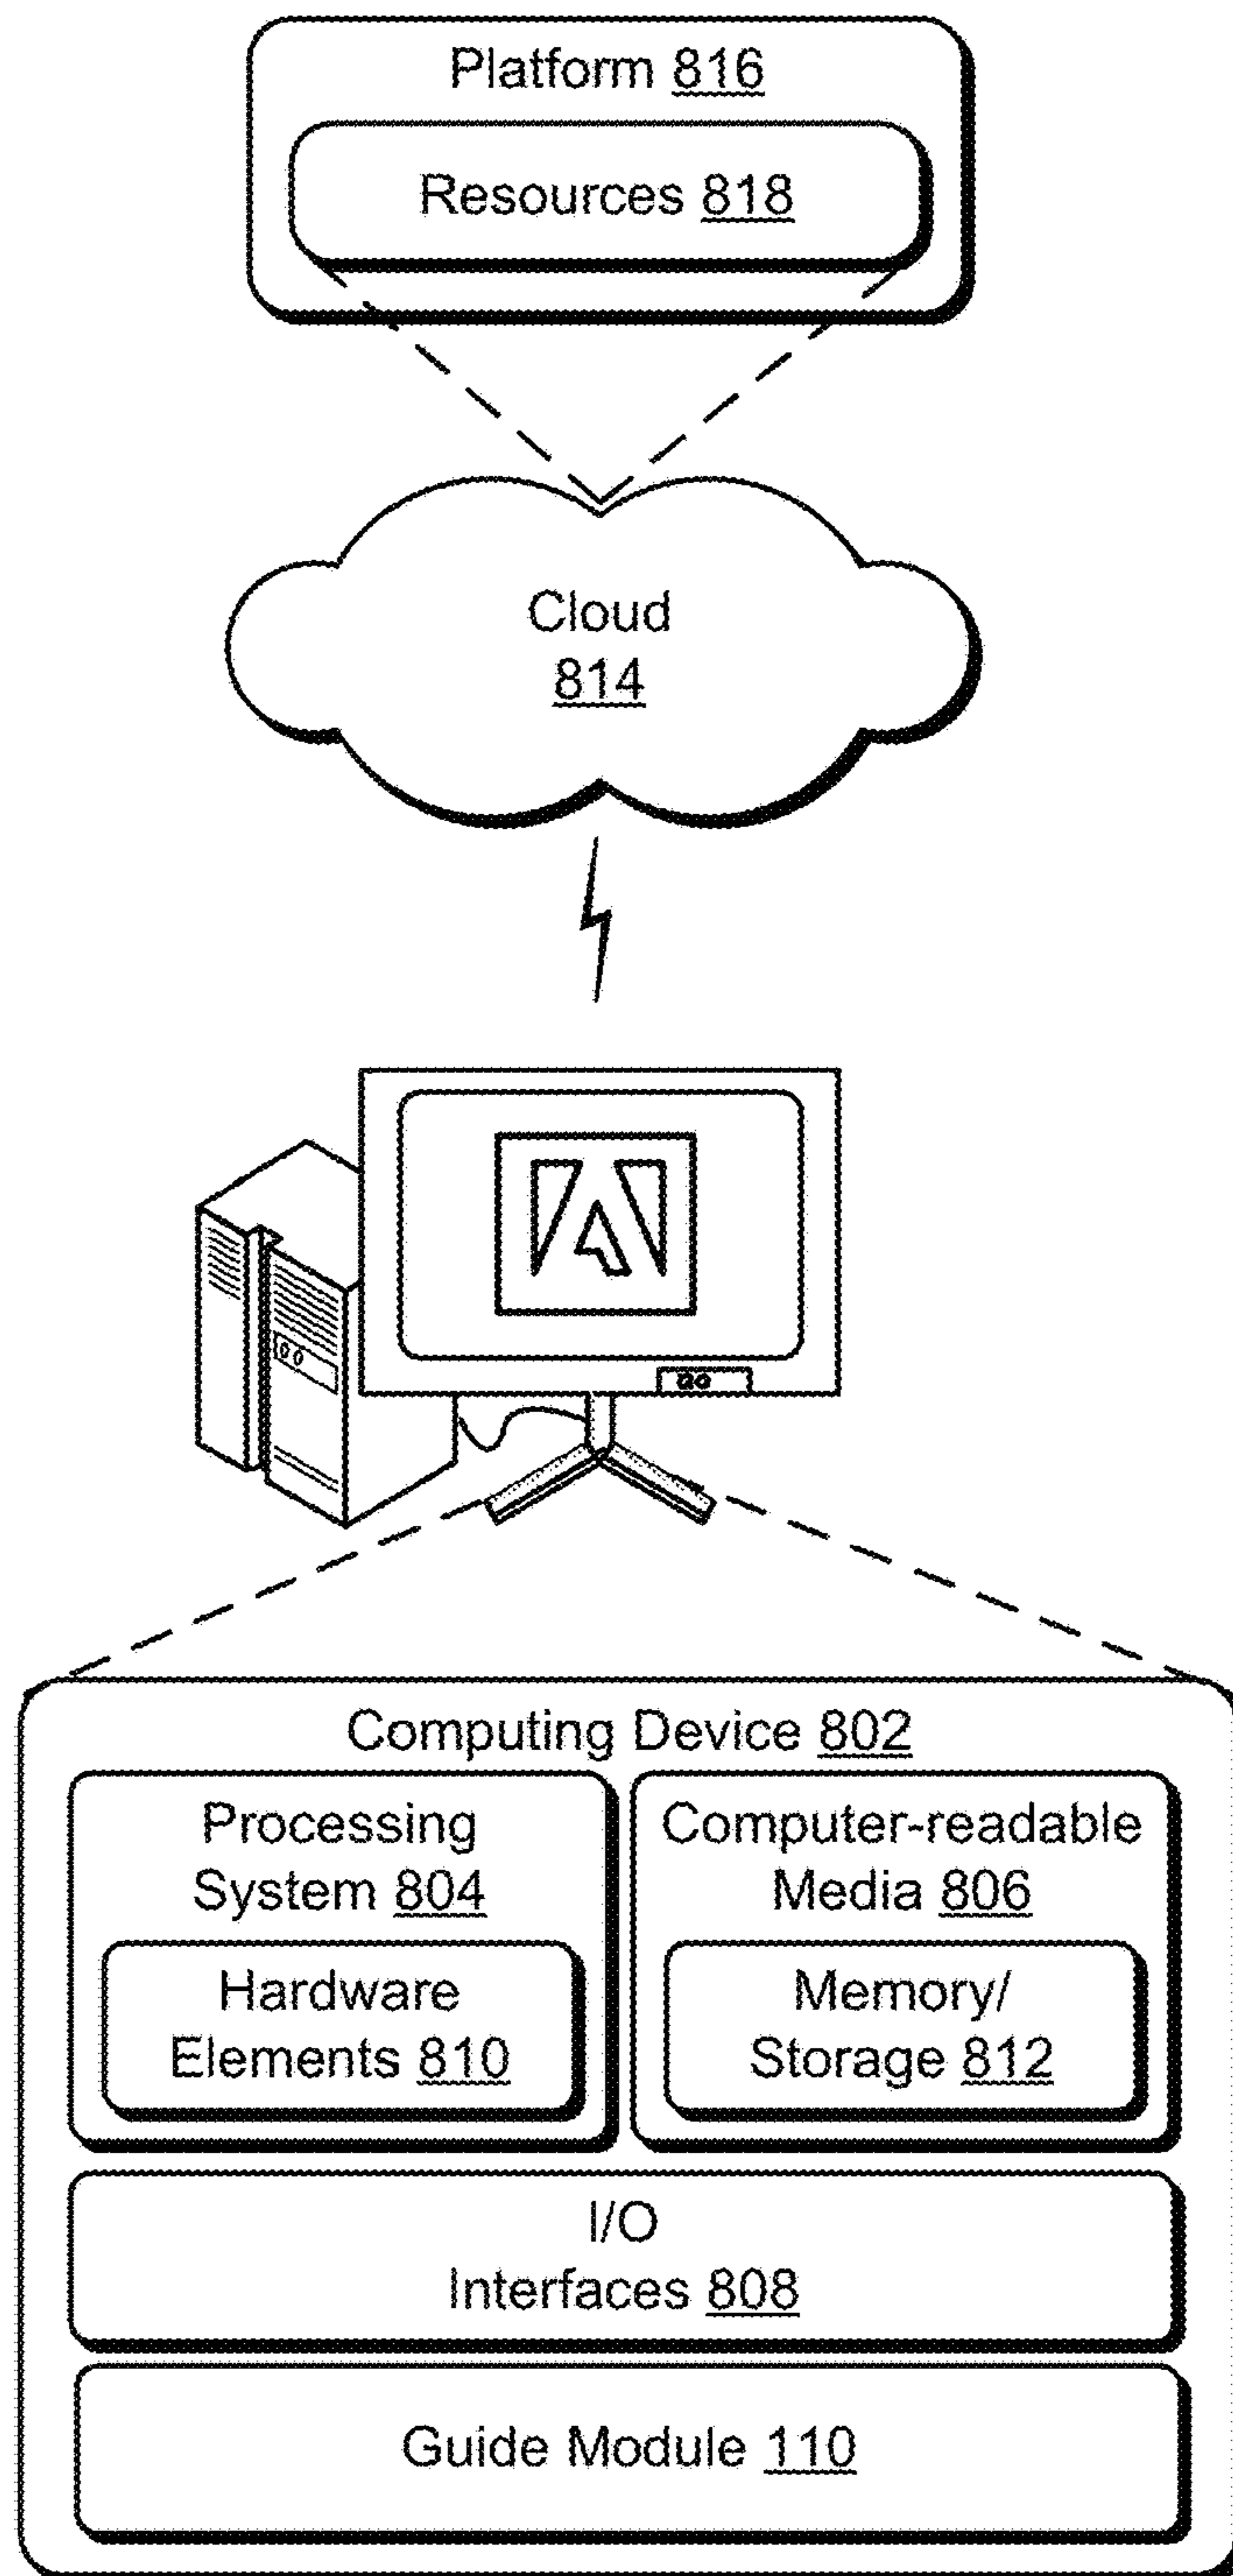 Platform 816
Resources 818
Cloud
814
Computing Device 802
Processing
System 804
Hardware
Elements 810
Computer-readable
Media 806
Memory/
Storage 812
I/O
Interfaces 808
Guide Module 110